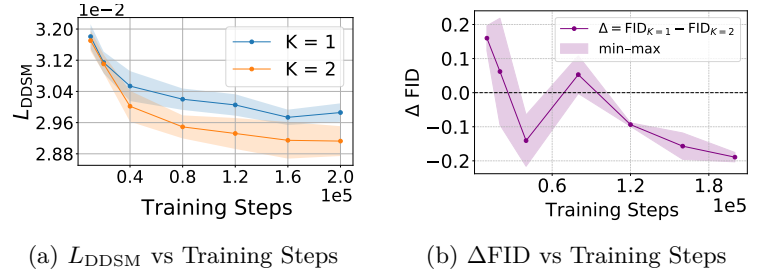 1e−2
3.20
3.12
3.04
2.96
2.88
L_DDSM
K = 1
K = 2
0.4 0.8 1.2 1.6 2.0
1e5
Training Steps
(a) L_DDSM vs Training Steps
0.2
0.1
0.0
−0.1
−0.2
Δ FID
Δ = FID_{K=1} − FID_{K=2}
min–max
0.6 1.2 1.8
1e5
Training Steps
(b) ΔFID vs Training Steps